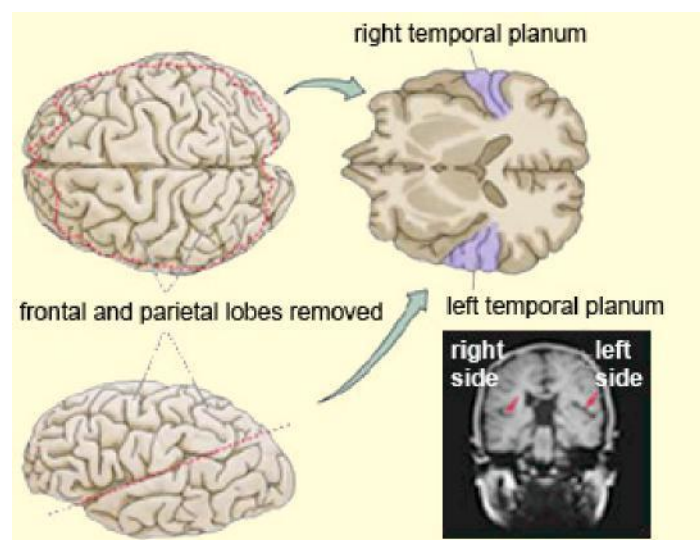 right temporal planum
frontal and parietal lobes removed
left temporal planum
right
side
left
side